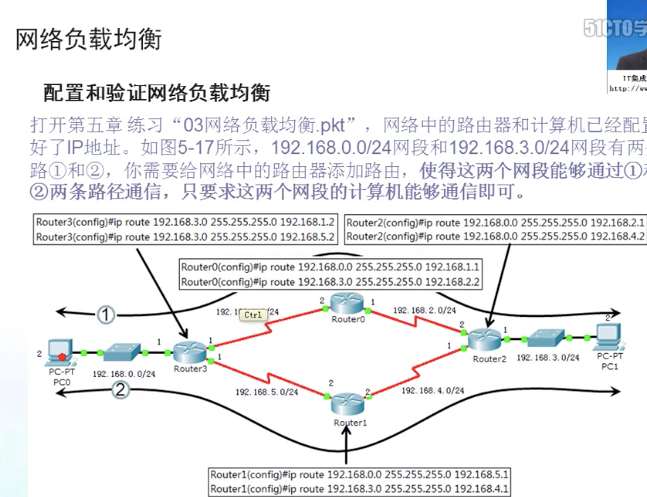 网络负载均衡
51CTO学
IT集成
http://w
配置和验证网络负载均衡
打开第五章 练习“03网络负载均衡.pkt”，网络中的路由器和计算机已经配置
好了IP地址。如图5-17所示，192.168.0.0/24网段和192.168.3.0/24网段有两
路①和②，你需要给网络中的路由器添加路由，使得这两个网段能够通过①和
②两条路径通信，只要求这两个网段的计算机能够通信即可。
Router3(config)#ip route 192.168.3.0 255.255.255.0 192.168.1.2
Router3(config)#ip route 192.168.3.0 255.255.255.0 192.168.5.2
Router2(config)#ip route 192.168.0.0 255.255.255.0 192.168.2.1
Router2(config)#ip route 192.168.0.0 255.255.255.0 192.168.4.2
Router0(config)#ip route 192.168.0.0 255.255.255.0 192.168.1.1
Router0(config)#ip route 192.168.3.0 255.255.255.0 192.168.2.2
①
192.1
Ctrl
/24
2
1
Router0
192.168.2.0/24
2
2
PC-PT
PC0
192.168.0.0/24
1
1
1
Router3
2
1
1
Router2
192.168.3.0/24
PC-PT
PC1
②
192.168.5.0/24
2
2
Router1
192.168.4.0/24
Router1(config)#ip route 192.168.0.0 255.255.255.0 192.168.5.1
Router1(config)#ip route 192.168.3.0 255.255.255.0 192.168.4.1